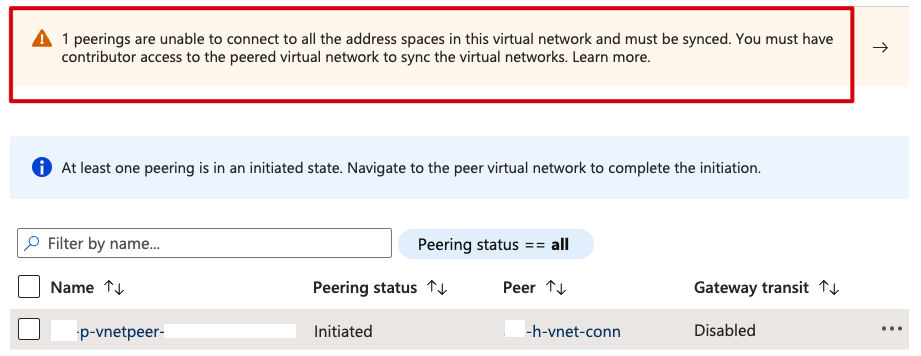 1 peerings are unable to connect to all the address spaces in this virtual network and must be synced. You must have
contributor access to the peered virtual network to sync the virtual networks. Learn more.
At least one peering is in an initiated state. Navigate to the peer virtual network to complete the initiation.
Filter by name...
Peering status == all
Name ↑↓ Peering status ↑↓ Peer ↑↓ Gateway transit ↑↓
-p-vnetpeer- Initiated -h-vnet-conn Disabled